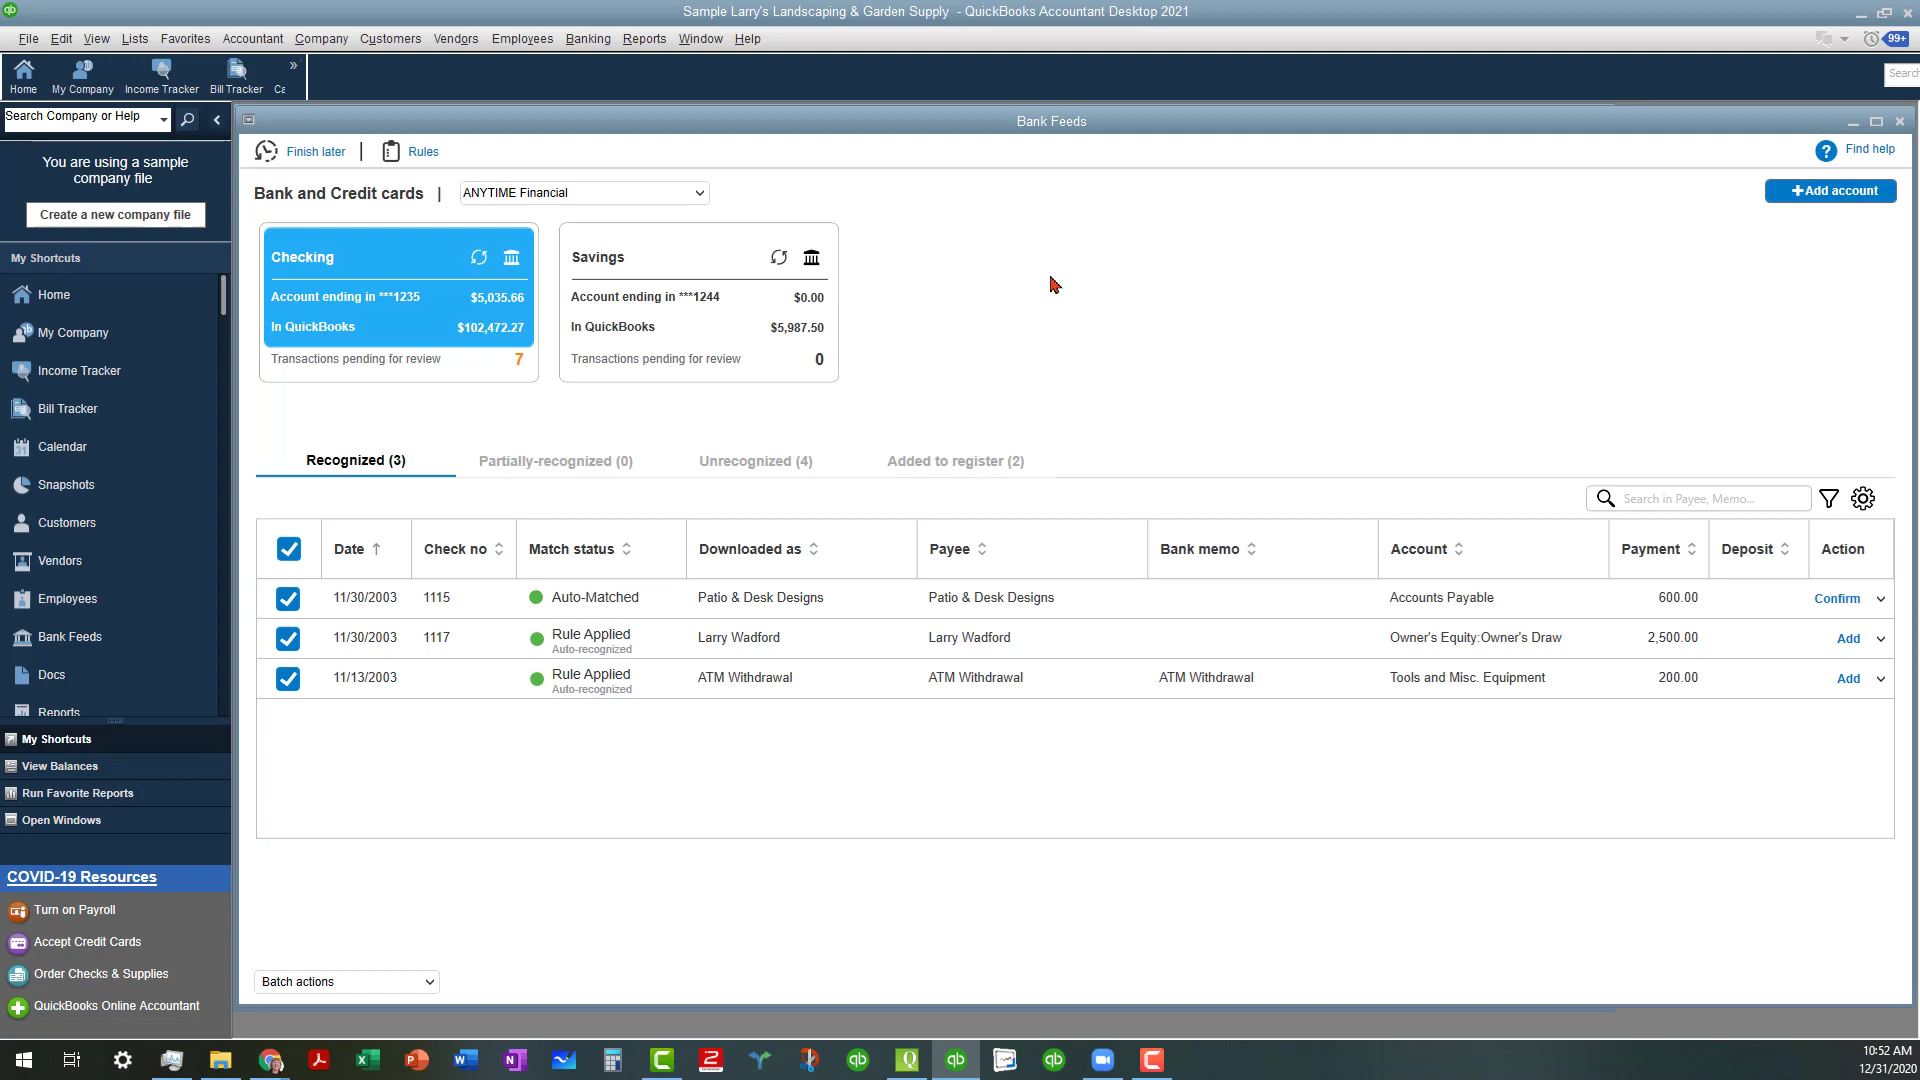 Sample Larry's Landscaping & Garden Supply - QuickBooks Accountant Desktop 2021
File Edit View Lists Favorites Accountant Company Customers Vendors Employees Banking Reports Window Help
99+
Home My Company Income Tracker Bill Tracker Ca
Search
Search Company or Help
Bank Feeds
You are using a sample
company file
Create a new company file
My Shortcuts
Home
My Company
Income Tracker
Bill Tracker
Calendar
Snapshots
Customers
Vendors
Employees
Bank Feeds
Docs
Reports
My Shortcuts
View Balances
Run Favorite Reports
Open Windows
COVID-19 Resources
Turn on Payroll
Accept Credit Cards
Order Checks & Supplies
QuickBooks Online Accountant
Finish later | Rules
? Find help
Bank and Credit cards | ANYTIME Financial
+Add account
Checking
Account ending in ***1235 $5,035.66
In QuickBooks $102,472.27
Transactions pending for review 7
Savings
Account ending in ***1244 $0.00
In QuickBooks $5,987.50
Transactions pending for review 0
Recognized (3) Partially-recognized (0) Unrecognized (4) Added to register (2)
Search in Payee, Memo...
Date Check no Match status Downloaded as Payee Bank memo Account Payment Deposit Action
11/30/2003 1115 Auto-Matched Patio & Desk Designs Patio & Desk Designs Accounts Payable 600.00 Confirm
11/30/2003 1117 Rule Applied Larry Wadford Larry Wadford Owner's Equity:Owner's Draw 2,500.00 Add
Auto-recognized
11/13/2003 Rule Applied ATM Withdrawal ATM Withdrawal ATM Withdrawal Tools and Misc. Equipment 200.00 Add
Auto-recognized
Batch actions
10:52 AM
12/31/2020